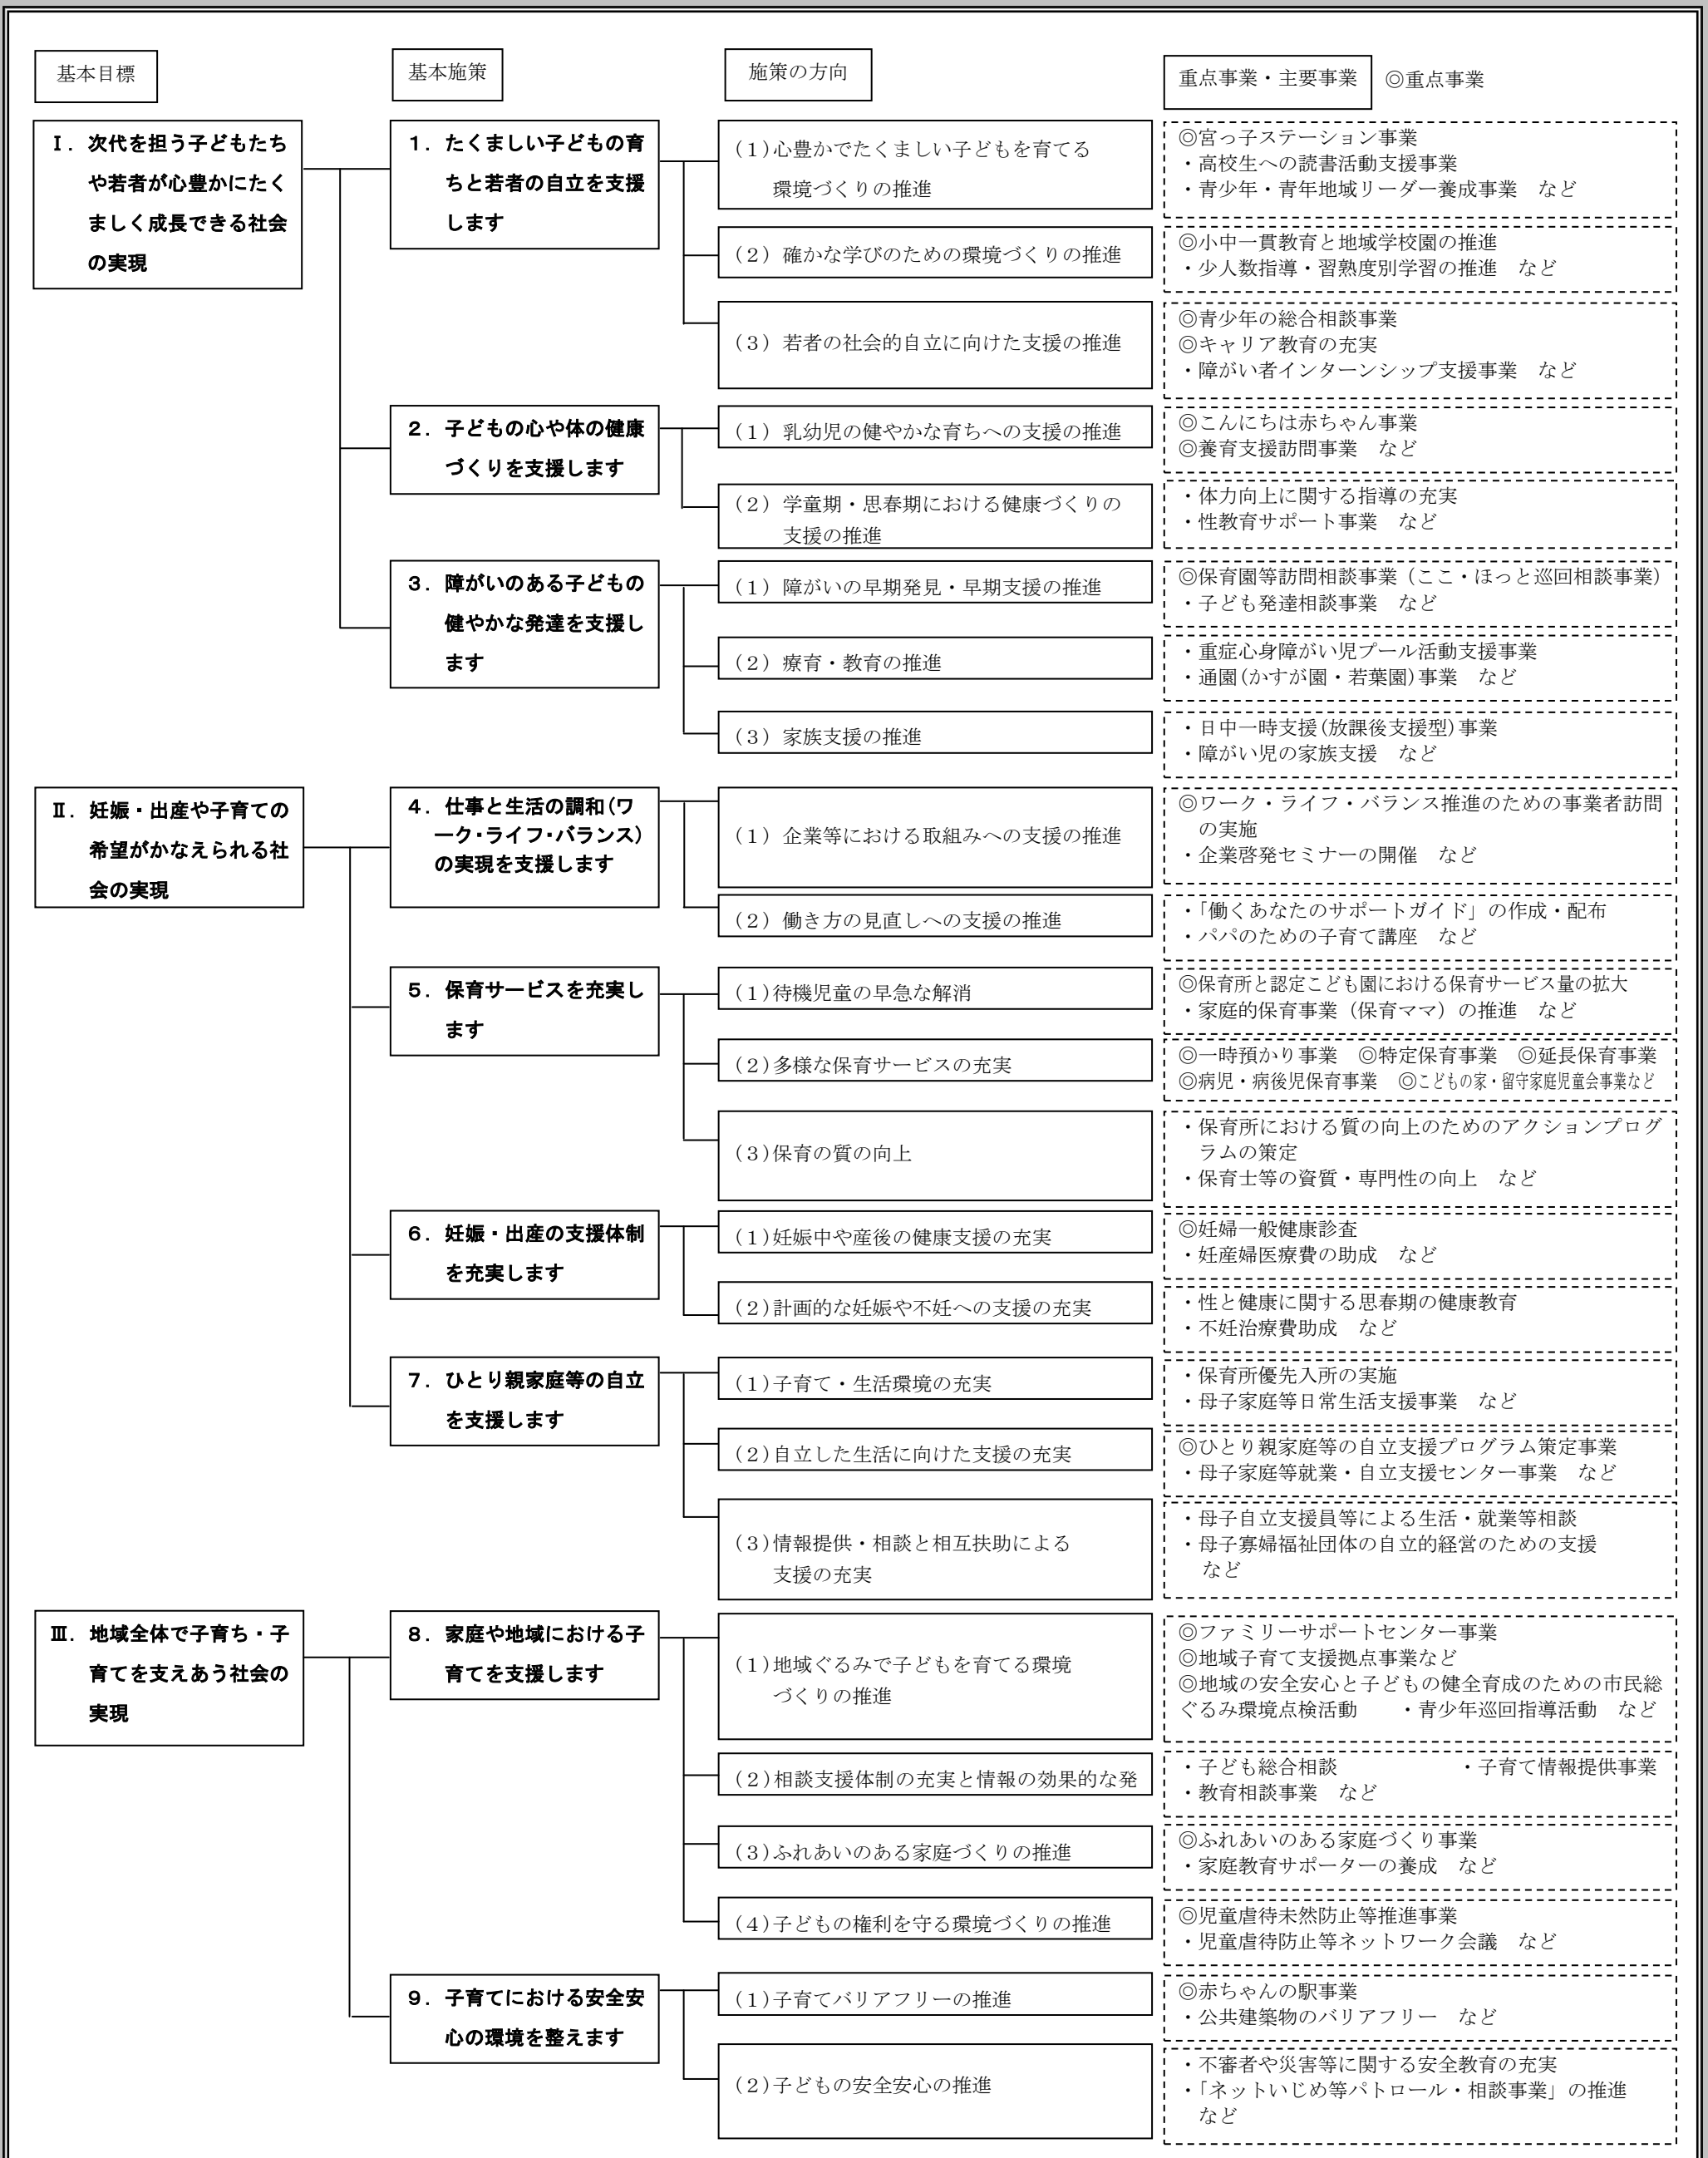 基本目標
基本施策
施策の方向
重点事業・主要事業
◎重点事業
Ⅰ．次代を担う子どもたち
や若者が心豊かにたく
ましく成長できる社会
の実現
１．たくましい子どもの育
ちと若者の自立を支援
します
（1）心豊かでたくましい子どもを育てる
環境づくりの推進
◎宮っ子ステーション事業
・高校生への読書活動支援事業
・青少年・青年地域リーダー養成事業　など
（2）確かな学びのための環境づくりの推進
◎小中一貫教育と地域学校園の推進
・少人数指導・習熟度別学習の推進　など
（3）若者の社会的自立に向けた支援の推進
◎青少年の総合相談事業
◎キャリア教育の充実
・障がい者インターンシップ支援事業　など
２．子どもの心や体の健康
づくりを支援します
（1）乳幼児の健やかな育ちへの支援の推進
◎こんにちは赤ちゃん事業
◎養育支援訪問事業　など
（2）学童期・思春期における健康づくりの
支援の推進
・体力向上に関する指導の充実
・性教育サポート事業　など
３．障がいのある子どもの
健やかな発達を支援し
ます
（1）障がいの早期発見・早期支援の推進
◎保育園等訪問相談事業（ここ・ほっと巡回相談事業）
・子ども発達相談事業　など
（2）療育・教育の推進
・重症心身障がい児プール活動支援事業
・通園(かすが園・若葉園)事業　など
（3）家族支援の推進
・日中一時支援(放課後支援型)事業
・障がい児の家族支援　など
Ⅱ．妊娠・出産や子育ての
希望がかなえられる社
会の実現
４．仕事と生活の調和(ワ
ーク・ライフ・バランス)
の実現を支援します
（1）企業等における取組みへの支援の推進
◎ワーク・ライフ・バランス推進のための事業者訪問
の実施
・企業啓発セミナーの開催　など
（2）働き方の見直しへの支援の推進
・「働くあなたのサポートガイド」の作成・配布
・パパのための子育て講座　など
５．保育サービスを充実し
ます
（1）待機児童の早急な解消
◎保育所と認定こども園における保育サービス量の拡大
・家庭的保育事業（保育ママ）の推進　など
（2）多様な保育サービスの充実
◎一時預かり事業　◎特定保育事業　◎延長保育事業
◎病児・病後児保育事業　◎こどもの家・留守家庭児童会事業など
（3）保育の質の向上
・保育所における質の向上のためのアクションプログ
ラムの策定
・保育士等の資質・専門性の向上　など
６．妊娠・出産の支援体制
を充実します
（1）妊娠中や産後の健康支援の充実
◎妊婦一般健康診査
・妊産婦医療費の助成　など
（2）計画的な妊娠や不妊への支援の充実
・性と健康に関する思春期の健康教育
・不妊治療費助成　など
７．ひとり親家庭等の自立
を支援します
（1）子育て・生活環境の充実
・保育所優先入所の実施
・母子家庭等日常生活支援事業　など
（2）自立した生活に向けた支援の充実
◎ひとり親家庭等の自立支援プログラム策定事業
・母子家庭等就業・自立支援センター事業　など
（3）情報提供・相談と相互扶助による
支援の充実
・母子自立支援員等による生活・就業等相談
・母子寡婦福祉団体の自立的経営のための支援
など
Ⅲ．地域全体で子育ち・子
育てを支えあう社会の
実現
８．家庭や地域における子
育てを支援します
（1）地域ぐるみで子どもを育てる環境
づくりの推進
◎ファミリーサポートセンター事業
◎地域子育て支援拠点事業など
◎地域の安全安心と子どもの健全育成のための市民総
ぐるみ環境点検活動　　・青少年巡回指導活動　など
（2）相談支援体制の充実と情報の効果的な発
・子ども総合相談　　　　　　・子育て情報提供事業
・教育相談事業　など
（3）ふれあいのある家庭づくりの推進
◎ふれあいのある家庭づくり事業
・家庭教育サポーターの養成　など
（4）子どもの権利を守る環境づくりの推進
◎児童虐待未然防止等推進事業
・児童虐待防止等ネットワーク会議　など
９．子育てにおける安全安
心の環境を整えます
（1）子育てバリアフリーの推進
◎赤ちゃんの駅事業
・公共建築物のバリアフリー　など
（2）子どもの安全安心の推進
・不審者や災害等に関する安全教育の充実
・「ネットいじめ等パトロール・相談事業」の推進
など